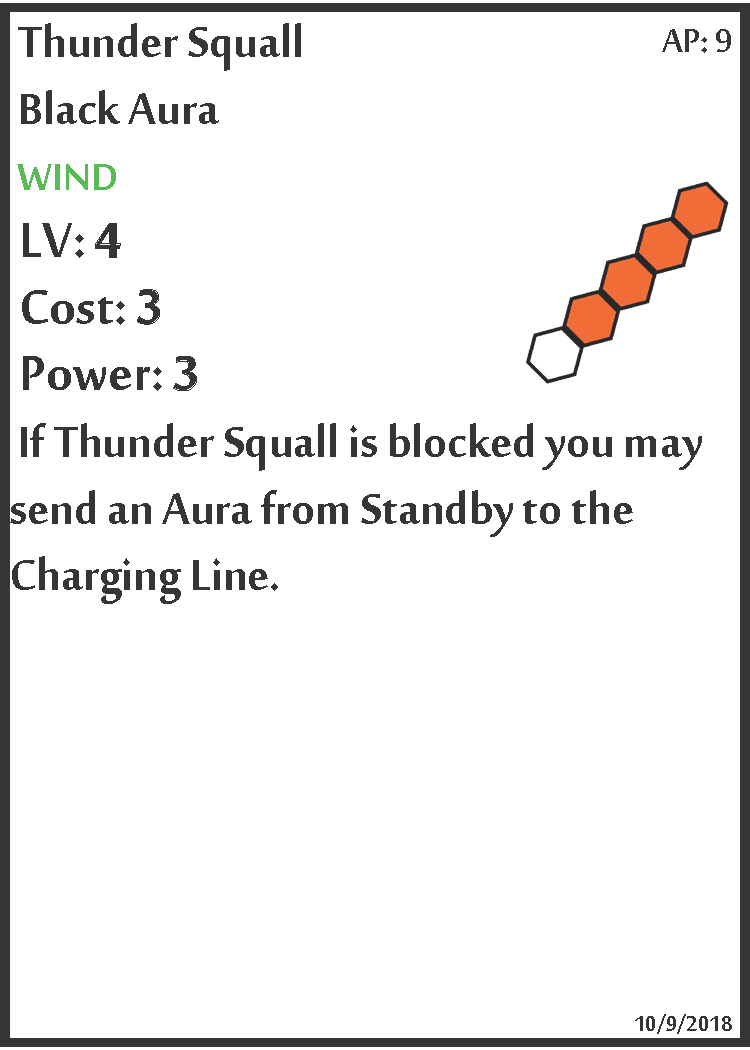 Thunder Squall
AP: 9
Black Aura
WIND
LV: 4
Cost: 3
Power: 3
If Thunder Squall is blocked you may
send an Aura from Standby to the
Charging Line.
10/9/2018